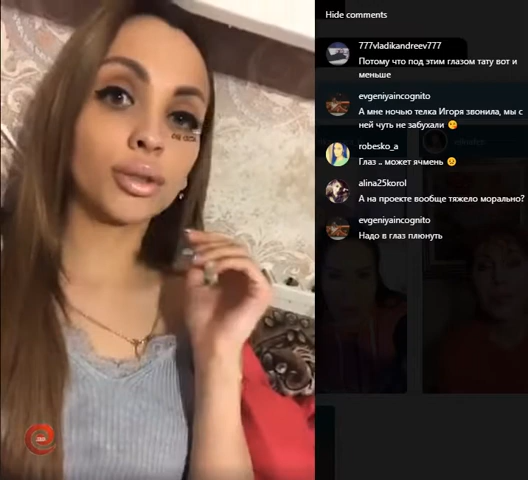 Hide comments
777vladikandreev777
Потому что под этим глазом тату вот и
меньше
evgeniyaincognito
А мне ночью телка Игоря звонила, мы с
ней чуть не забухали 😘
robesko_a
Глаз .. может ячмень 😐
alina25korol
А на проекте вообще тяжело морально?
evgeniyaincognito
Надо в глаз плюнуть